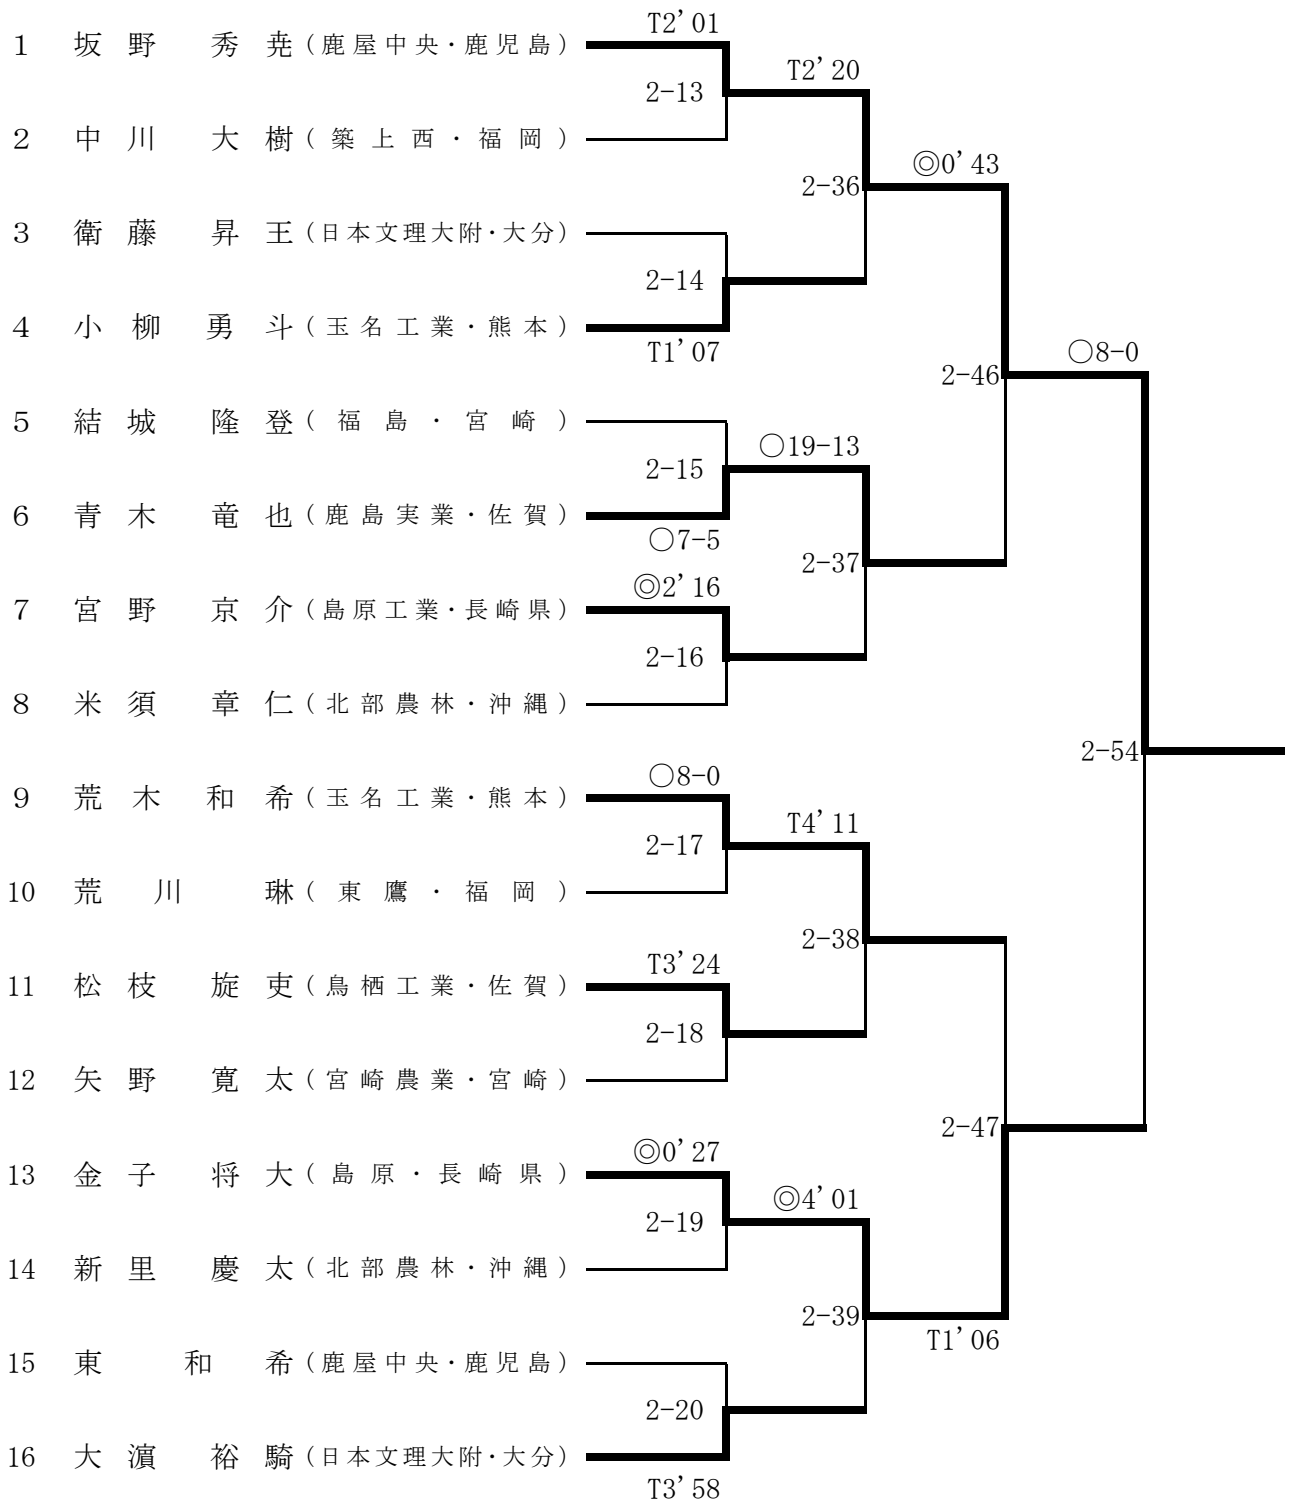 T2’01
1 坂野 秀尭(鹿屋中央・鹿児島)
T2’20
2-13
2 中川 大樹(築上西・福岡)
◎0’43
2-36
3 衛藤 昇王(日本文理大附・大分)
2-14
4 小柳 勇斗(玉名工業・熊本)
T1’07
○8-0
2-46
5 結城 隆登(福島・宮崎)
○19-13
2-15
6 青木 竜也(鹿島実業・佐賀)
○7-5
2-37
◎2’16
7 宮野 京介(島原工業・長崎県)
2-16
8 米須 章仁(北部農林・沖縄)
2-54
○8-0
9 荒木 和希(玉名工業・熊本)
T4’11
2-17
10 荒川 琳(東鷹・福岡)
2-38
T3’24
11 松枝 旋吏(鳥栖工業・佐賀)
2-18
12 矢野 寛太(宮崎農業・宮崎)
2-47
◎0’27
13 金子 将大(島原・長崎県)
◎4’01
2-19
14 新里 慶太(北部農林・沖縄)
2-39
T1’06
15 東 和希(鹿屋中央・鹿児島)
2-20
16 大濵 裕騎(日本文理大附・大分)
T3’58